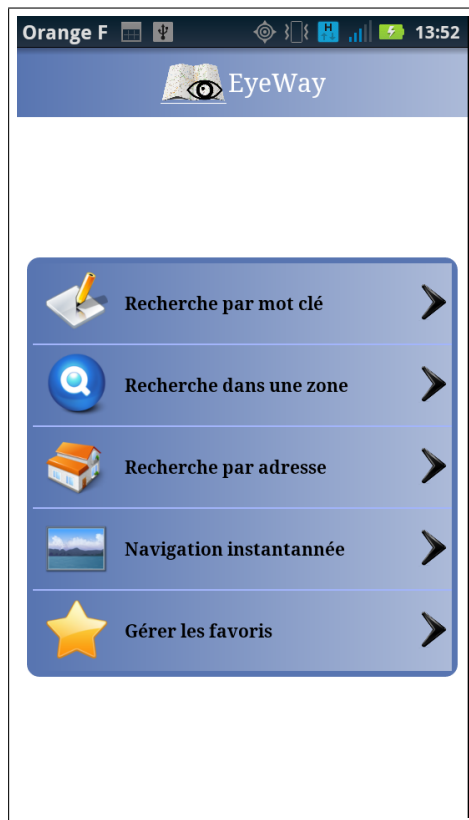 Orange F H 13:52
EyeWay
Recherche par mot clé
Recherche dans une zone
Recherche par adresse
Navigation instantannée
Gérer les favoris